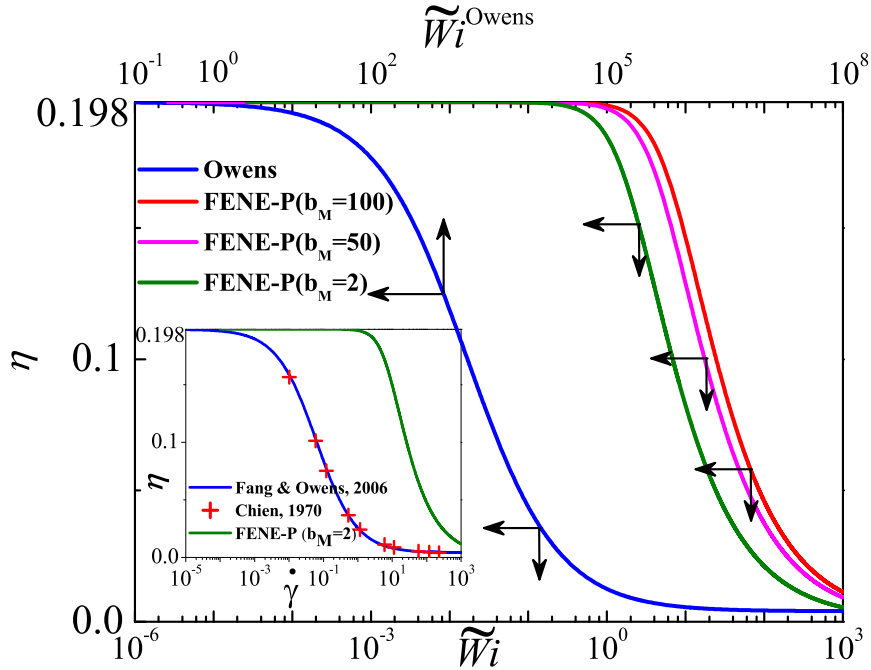 W̃i^Owens
10^-1 10^0 10^2 10^5 10^8
0.198
Owens
FENE-P(b_M=100)
FENE-P(b_M=50)
FENE-P(b_M=2)
0.198
η
0.1
0.1
η
Fang & Owens, 2006
Chien, 1970
FENE-P (b_M=2)
0.0
10^-5 10^-3 10^-1 10^1 10^3
γ̇
0.0
10^-6 10^-3 10^0 10^3
W̃i